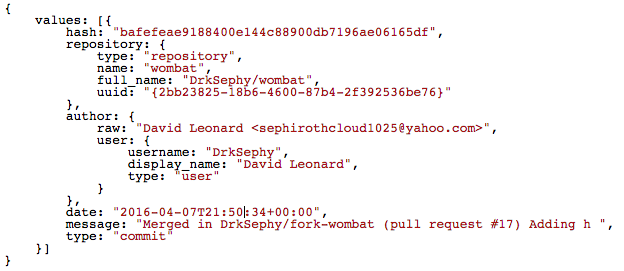 {
values: [{
hash: "bafefeae9188400e144c88900db7196ae06165df",
repository: {
type: "repository",
name: "wombat",
full_name: "DrkSephy/wombat",
uuid: "{2bb23825-18b6-4600-87b4-2f392536be76}"
},
author: {
raw: "David Leonard <sephirothcloud1025@yahoo.com>",
user: {
username: "DrkSephy",
display_name: "David Leonard",
type: "user"
}
},
date: "2016-04-07T21:50:34+00:00",
message: "Merged in DrkSephy/fork-wombat (pull request #17) Adding h ",
type: "commit"
}]
}